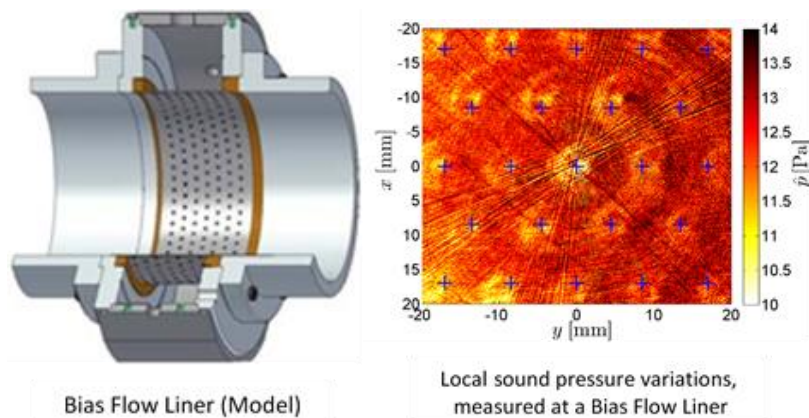 -20
-15
-10
-5
0
5
10
15
20
x [mm]
-20 -10 0 10 20
y [mm]
14
13.5
13
12.5
12
11.5
11
10.5
10
p̂ [Pa]
Bias Flow Liner (Model)
Local sound pressure variations,
measured at a Bias Flow Liner